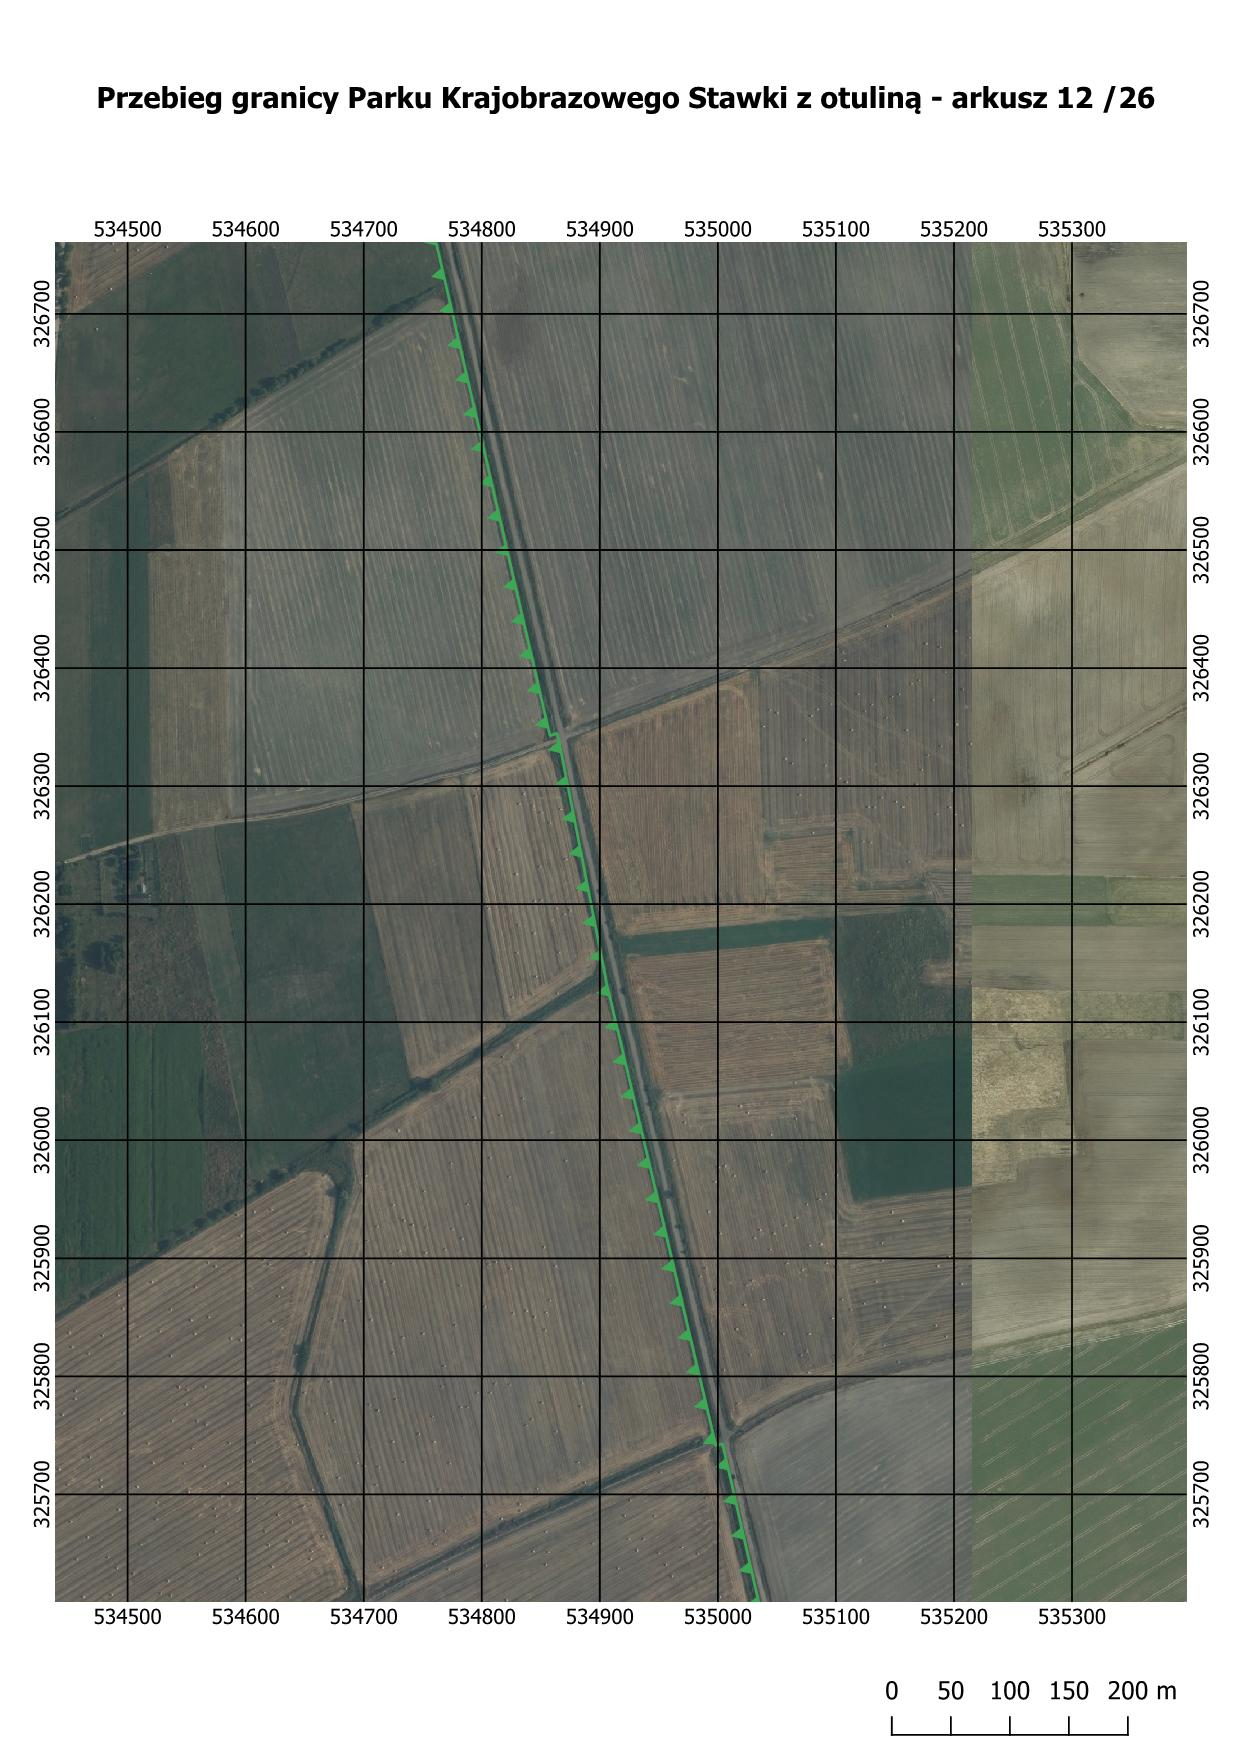 Przebieg granicy Parku Krajobrazowego Stawki z otuliną - arkusz 12 /26
534500 534600 534700 534800 534900 535000 535100 535200 535300
326700 326700
326600 326600
326500 326500
326400 326400
326300 326300
326200 326200
326100 326100
326000 326000
325900 325900
325800 325800
325700 325700
534500 534600 534700 534800 534900 535000 535100 535200 535300
0 50 100 150 200 m